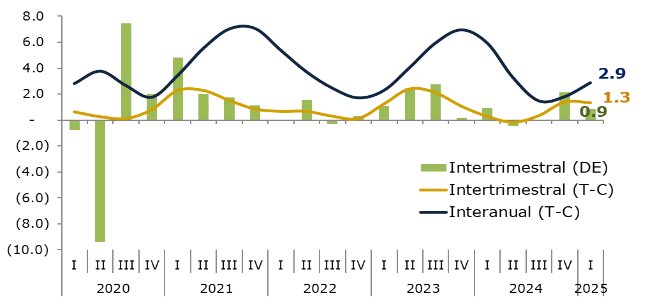 8.0
6.0
4.0
2.0
-
(2.0)
(4.0)
(6.0)
(8.0)
(10.0)
2.9
1.3
0.9
Intertrimestral (DE)
Intertrimestral (T-C)
Interanual (T-C)
I II III IV I II III IV I II III IV I II III IV I II III IV I
2020 2021 2022 2023 2024 2025